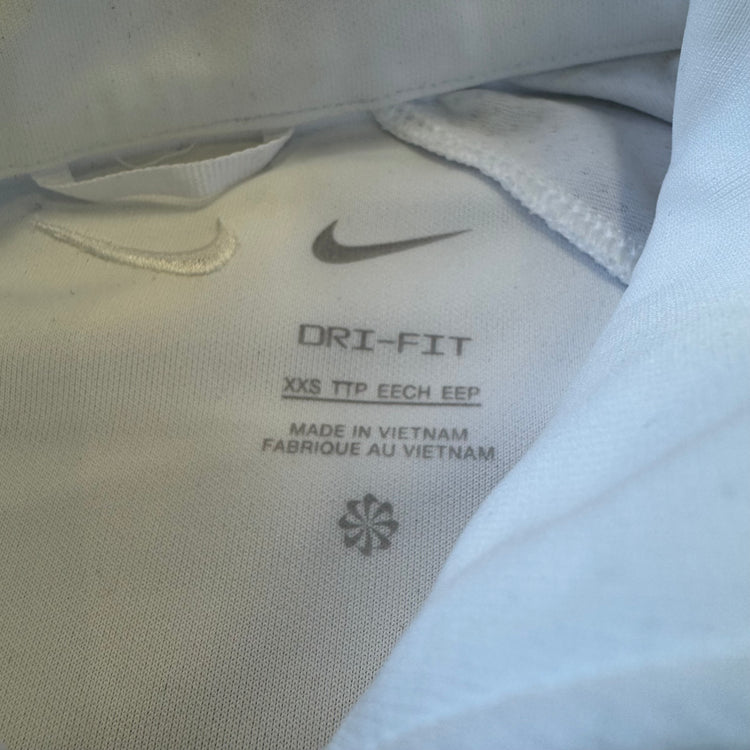 DRI-FIT
XXS TTP EECH EEP
MADE IN VIETNAM
FABRIQUE AU VIETNAM